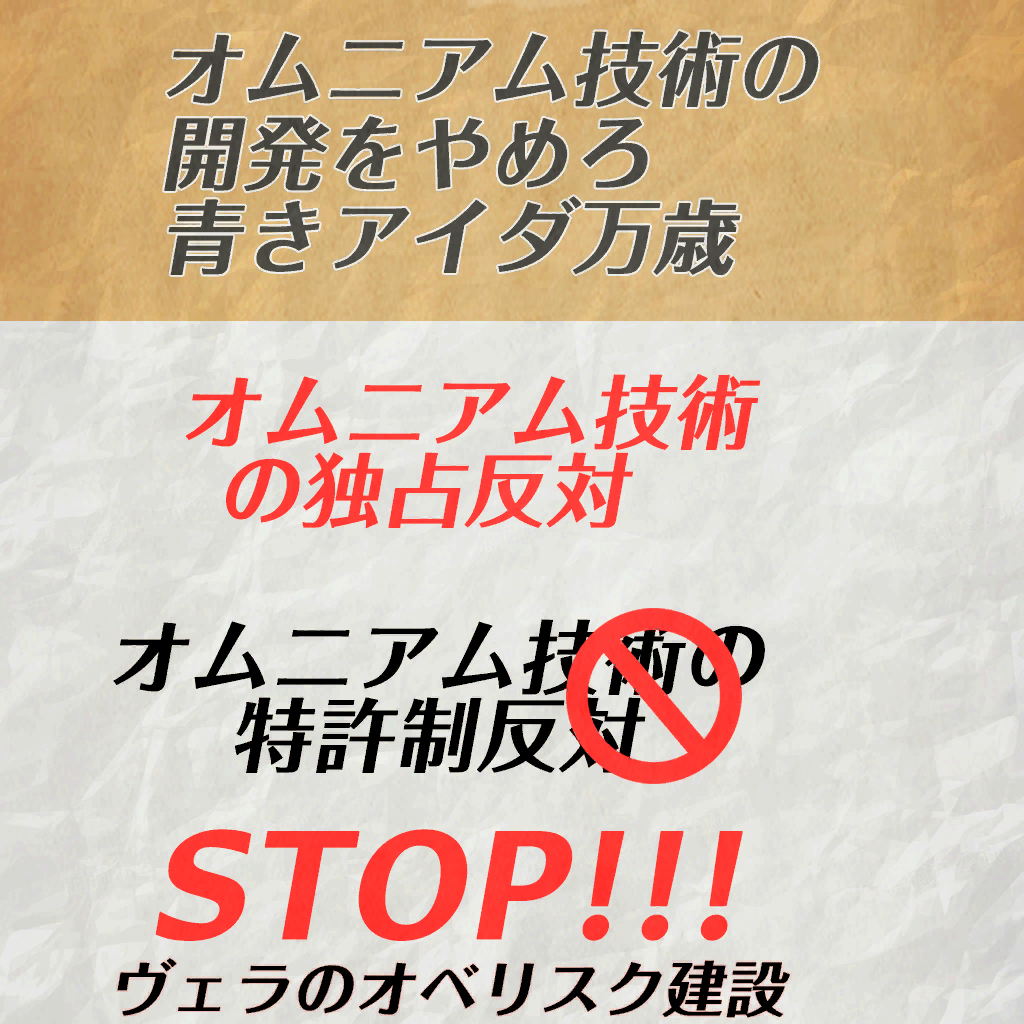 オムニアム技術の
開発をやめろ
青きアイダ万歳
オムニアム技術
の独占反対
オムニアム技術の
特許制反対
STOP!!!
ヴェラのオベリスク建設